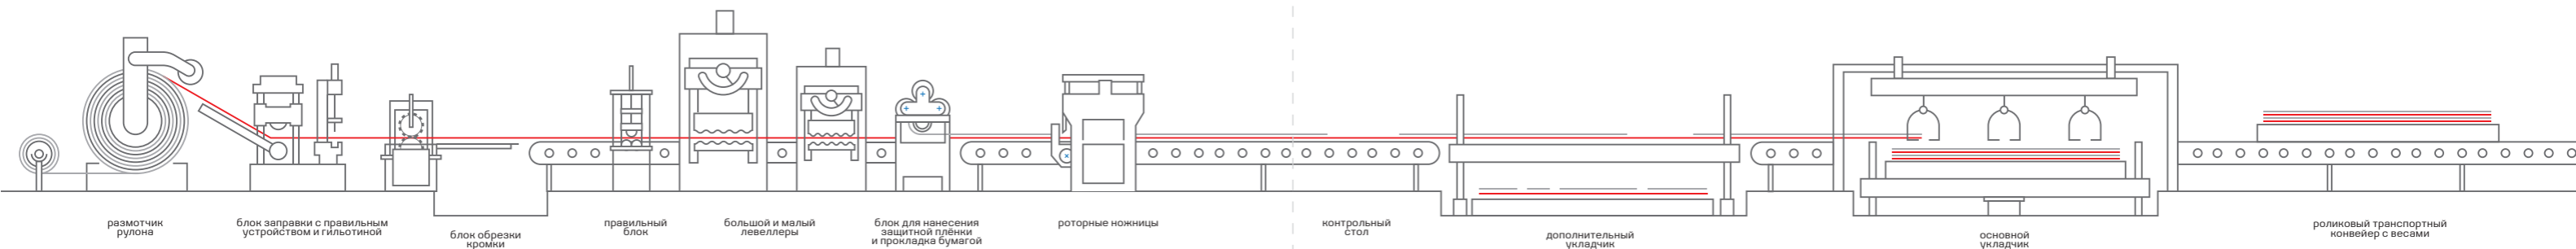 размотчик
рулона
блок заправки с правильным
устройством и гильотиной
блок обрезки
кромки
правильный
блок
большой и малый
левеллеры
блок для нанесения
защитной плёнки
и прокладка бумагой
роторные ножницы
контрольный
стол
дополнительный
укладчик
основной
укладчик
роликовый транспортный
конвейер с весами